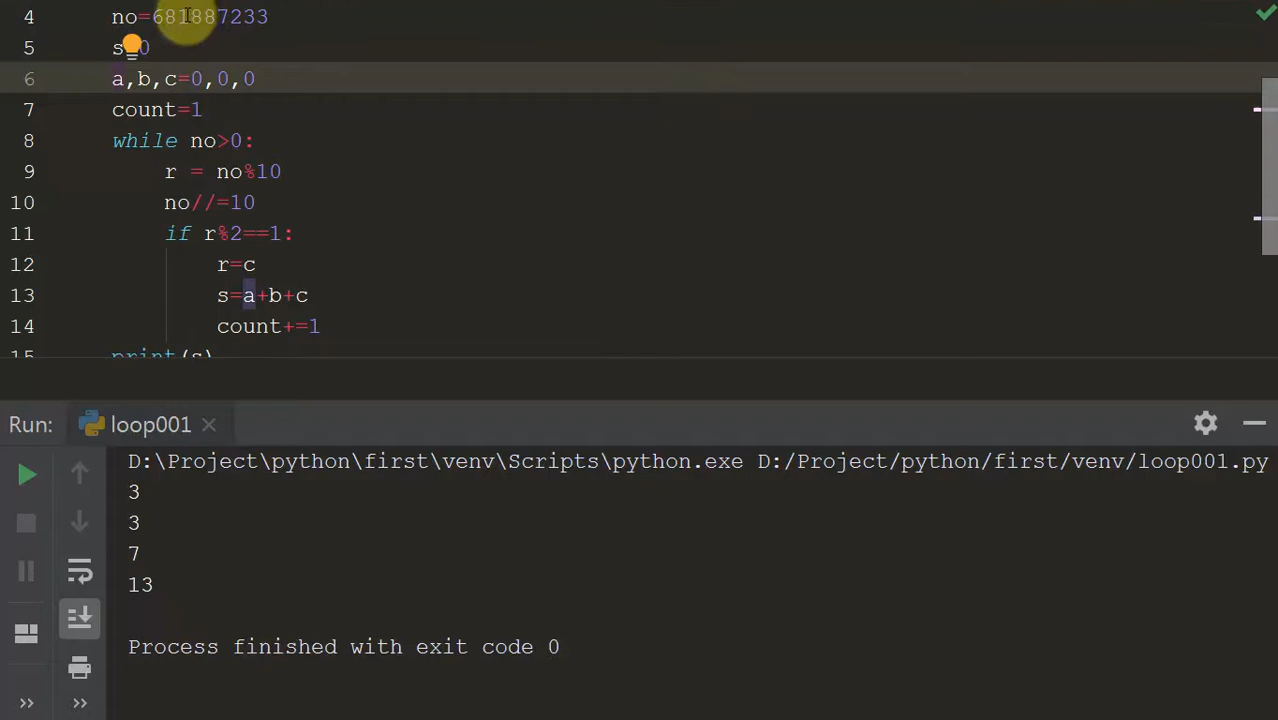 4 no=681887233
5 s=0
6 a,b,c=0,0,0
7 count=1
8 while no>0:
9 r = no%10
10 no//=10
11 if r%2==1:
12 r=c
13 s=a+b+c
14 count+=1
15 print(s)
Run: loop001
D:\Project\python\first\venv\Scripts\python.exe D:/Project/python/first/venv/loop001.py
3
3
7
13
Process finished with exit code 0